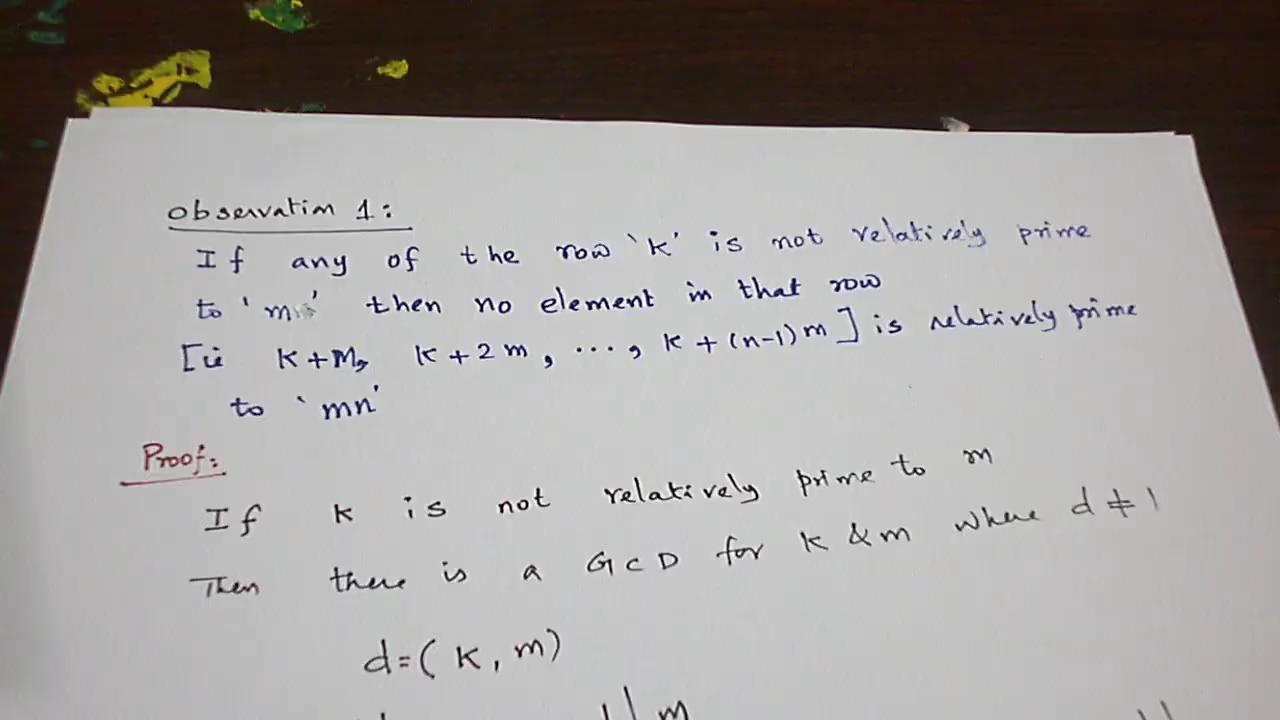 Observation 1:
If any of the row 'k' is not relatively prime
to 'm' then no element in that row
[ie k+m, k+2m, ..., k+(n-1)m] is relatively prime
to 'mn'
Proof:
If k is not relatively prime to m
Then there is a GCD for k & m where d ≠ 1
d=(k, m)
m